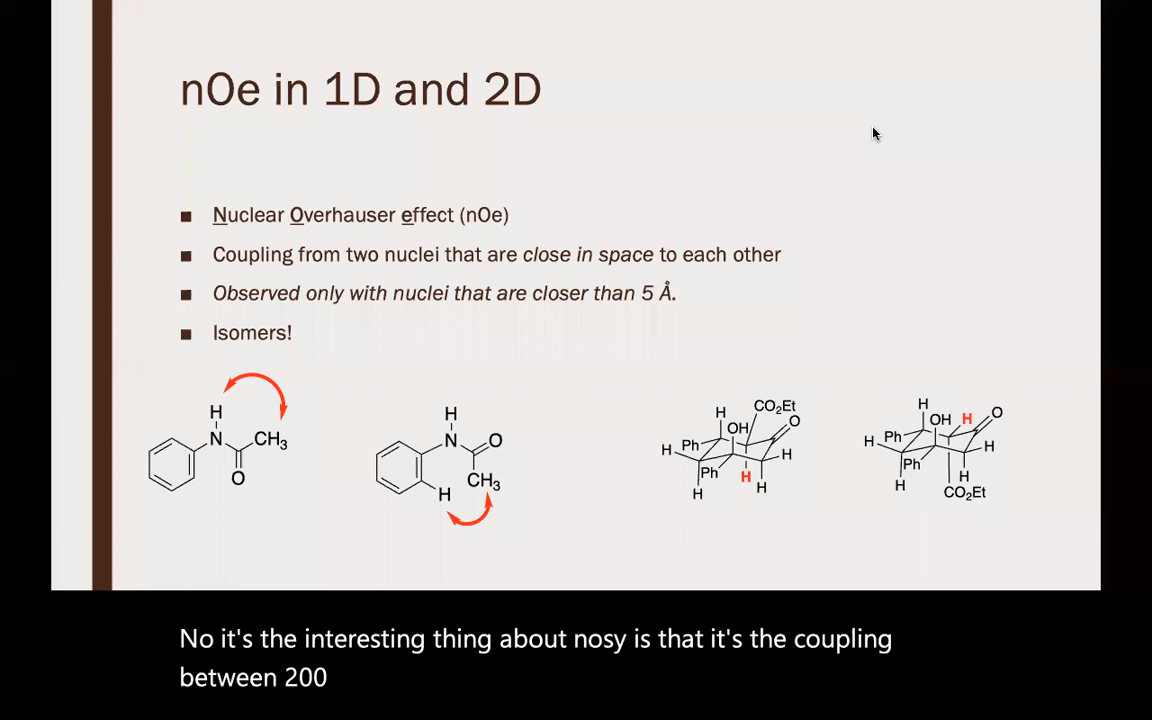 nOe in 1D and 2D
■ Nuclear Overhauser effect (nOe)
■ Coupling from two nuclei that are close in space to each other
■ Observed only with nuclei that are closer than 5 Å.
■ Isomers!
H
N
CH3
O
H
N
O
CH3
H
H
CO2Et
OH
O
Ph
H
H
Ph
H
H
H
H
OH
H
O
Ph
H
H
Ph
H
H
CO2Et
No it's the interesting thing about nosy is that it's the coupling
between 200